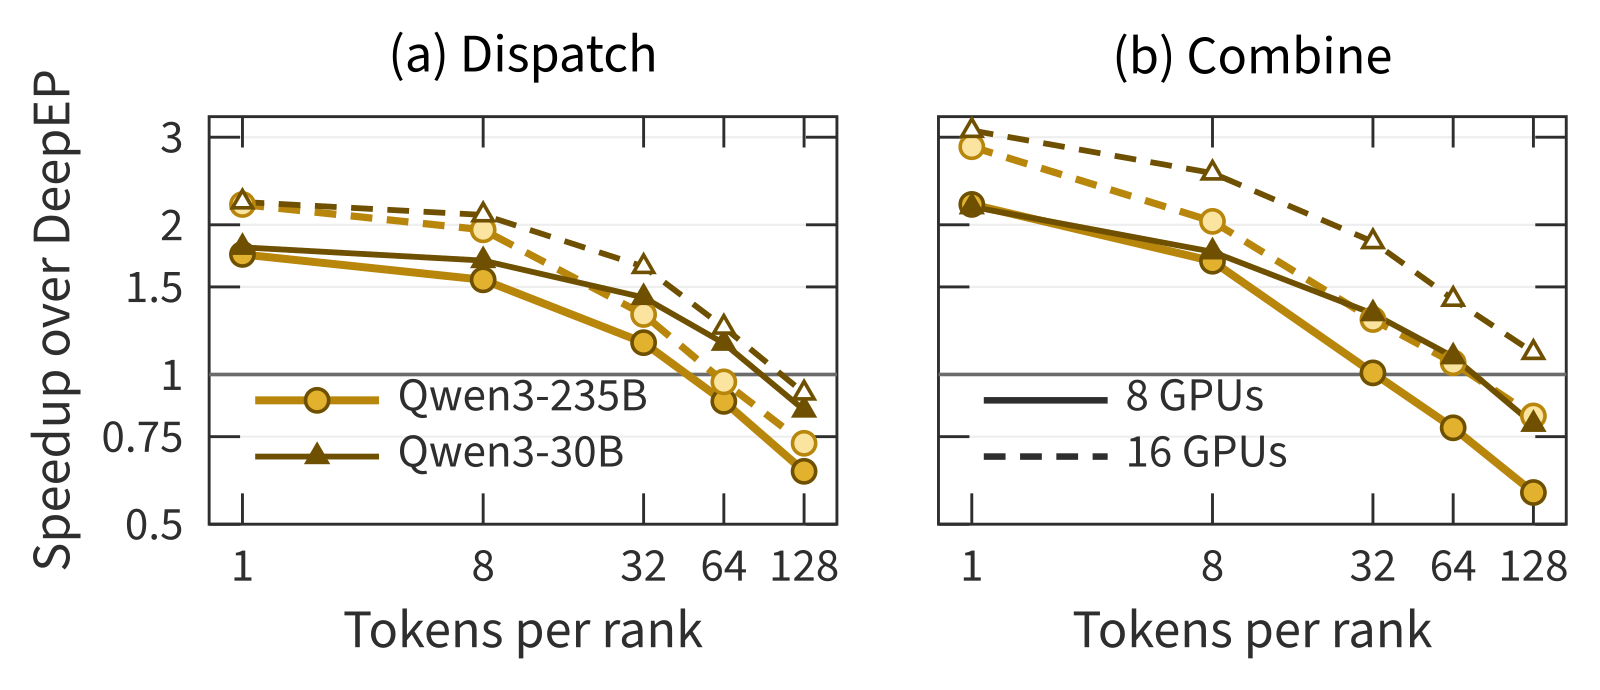 (a) Dispatch
(b) Combine
Speedup over DeepEP
3
2
1.5
1
0.75
0.5
Qwen3-235B
Qwen3-30B
8 GPUs
16 GPUs
1 8 32 64 128
1 8 32 64 128
Tokens per rank
Tokens per rank